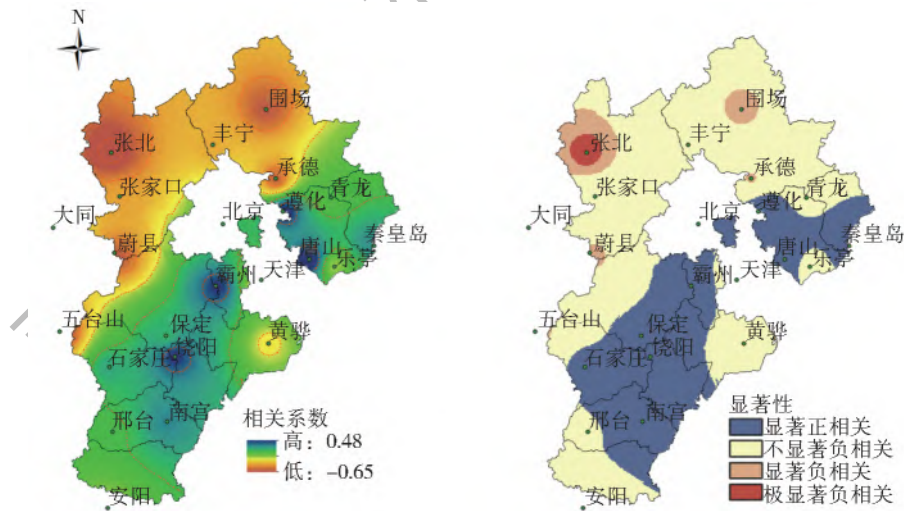 N
围场
张北
丰宁
承德
张家口
青龙
遵化
大同
北京
秦皇岛
蔚县
唐山
乐亭
天津
霸州
五台山
保定
黄骅
饶阳
石家庄
邢台
南宫
安阳
相关系数
高：0.48
低：-0.65
围场
张北
丰宁
承德
张家口
青龙
遵化
大同
北京
秦皇岛
蔚县
唐山
乐亭
天津
霸州
五台山
保定
黄骅
饶阳
石家庄
邢台
南宫
安阳
显著性
显著正相关
不显著负相关
显著负相关
极显著负相关